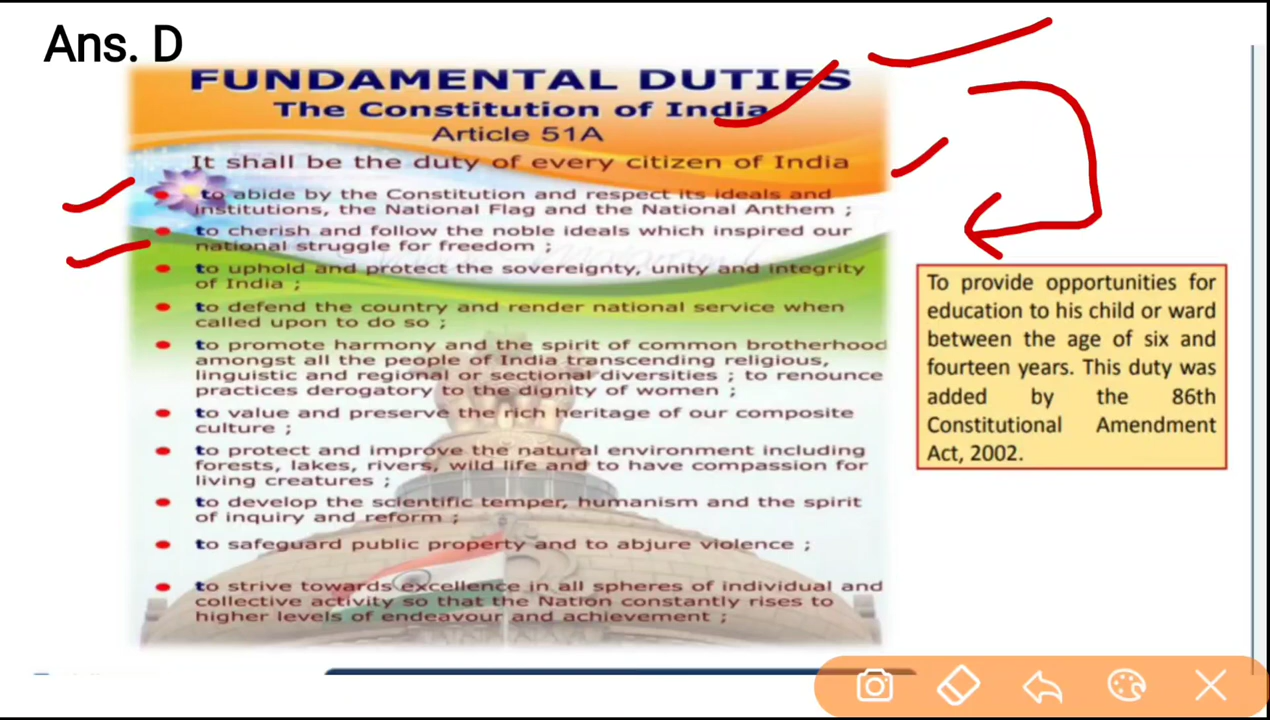 Ans. D
FUNDAMENTAL DUTIES
The Constitution of India
Article 51A
It shall be the duty of every citizen of India
to abide by the Constitution and respect its ideals and
institutions, the National Flag and the National Anthem ;
to cherish and follow the noble ideals which inspired our
national struggle for freedom ;
to uphold and protect the sovereignty, unity and integrity
of India ;
to defend the country and render national service when
called upon to do so ;
to promote harmony and the spirit of common brotherhood
amongst all the people of India transcending religious,
linguistic and regional or sectional diversities ; to renounce
practices derogatory to the dignity of women ;
to value and preserve the rich heritage of our composite
culture ;
to protect and improve the natural environment including
forests, lakes, rivers, wild life and to have compassion for
living creatures ;
to develop the scientific temper, humanism and the spirit
of inquiry and reform ;
to safeguard public property and to abjure violence ;
to strive towards excellence in all spheres of individual and
collective activity so that the Nation constantly rises to
higher levels of endeavour and achievement ;
To provide opportunities for
education to his child or ward
between the age of six and
fourteen years. This duty was
added by the 86th
Constitutional Amendment
Act, 2002.